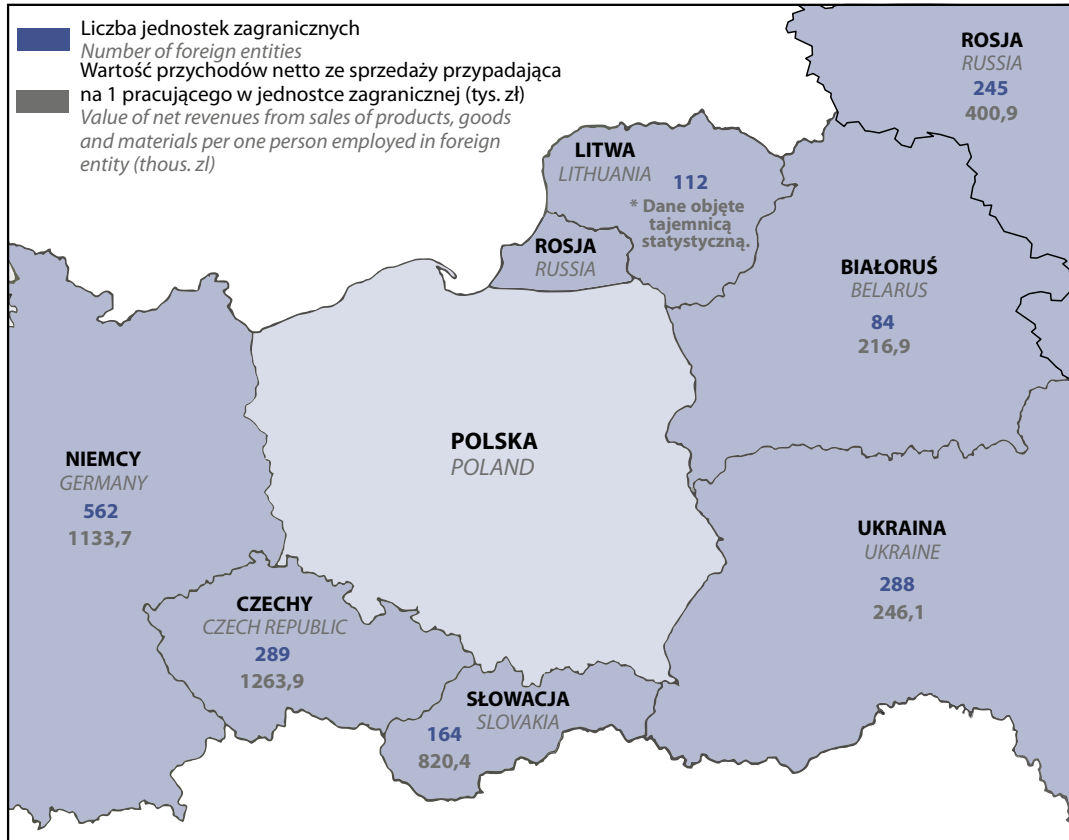 Liczba jednostek zagranicznych
Number of foreign entities
Wartość przychodów netto ze sprzedaży przypadająca
na 1 pracującego w jednostce zagranicznej (tys. zł)
Value of net revenues from sales of products, goods
and materials per one person employed in foreign
entity (thous. zl)
ROSJA
RUSSIA
245
400,9
LITWA
LITHUANIA
112
* Dane objęte
tajemnicą
statystyczną.
ROSJA
RUSSIA
BIAŁORUŚ
BELARUS
84
216,9
POLSKA
POLAND
NIEMCY
GERMANY
562
1133,7
UKRAINA
UKRAINE
288
246,1
CZECHY
CZECH REPUBLIC
289
1263,9
SŁOWACJA
SLOVAKIA
164
820,4